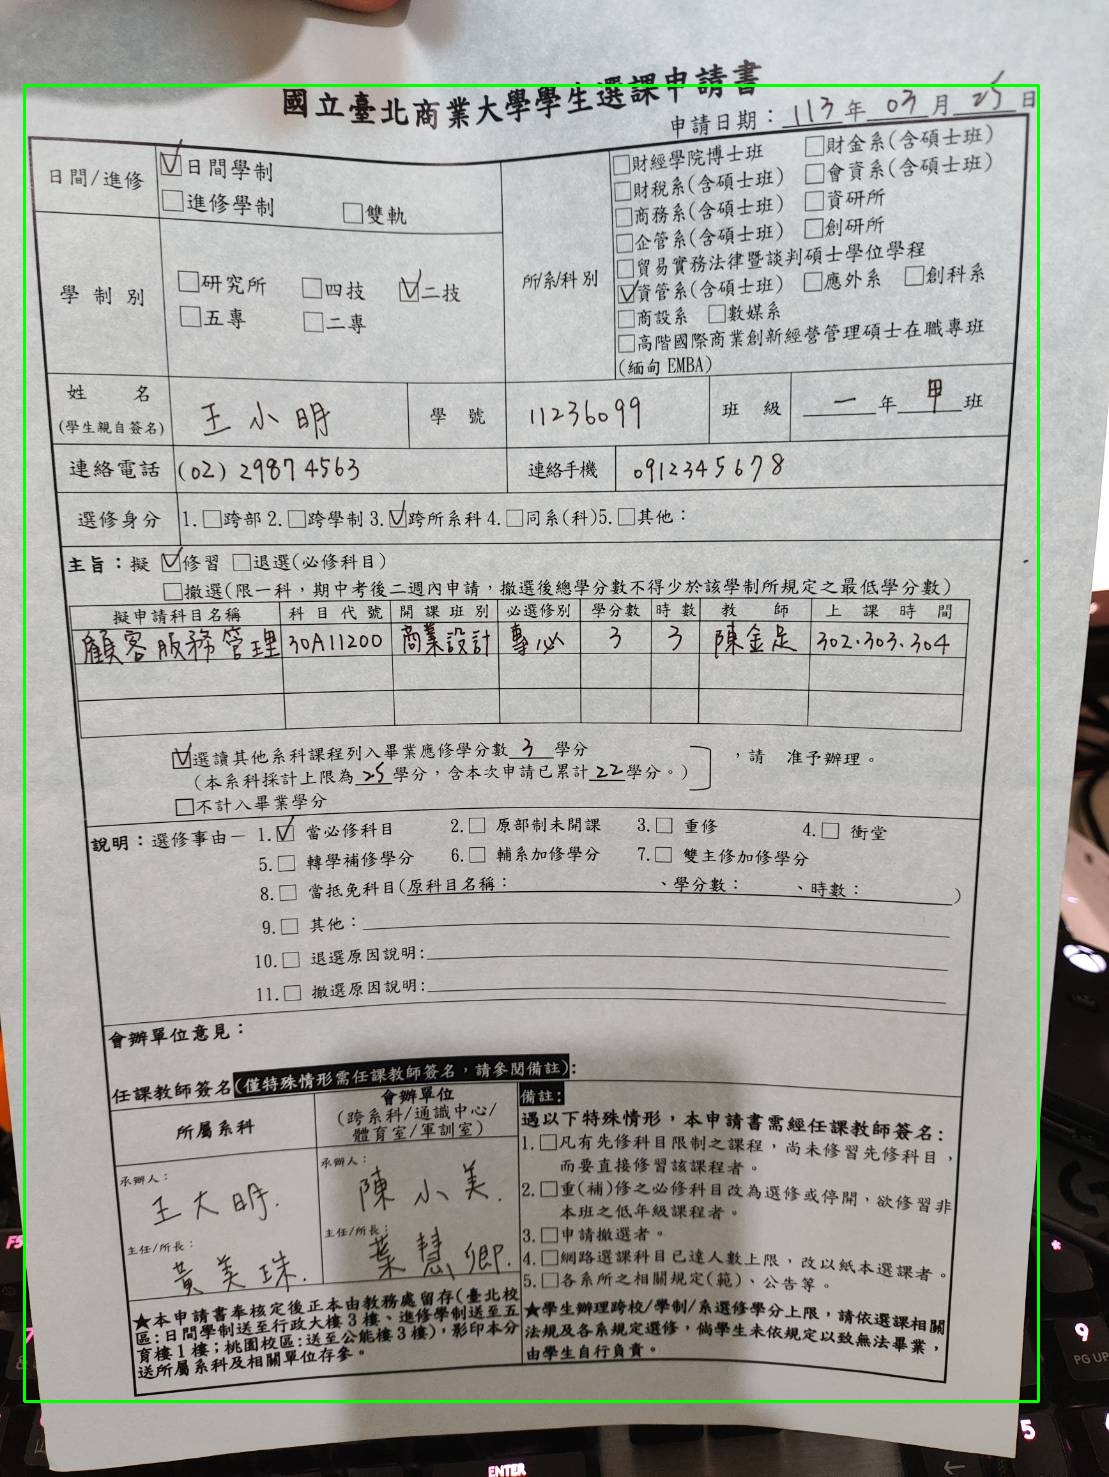 國立臺北商業大學學生選課申請書
申請日期：113年03月25日
日間/進修
☑日間學制
☐進修學制 ☐雙軌
學制別
☐研究所 ☐四技 ☑二技
☐五專 ☐二專
所/系/科別
☐財經學院博士班 ☐財金系(含碩士班)
☐財稅系(含碩士班) ☐會資系(含碩士班)
☐商務系(含碩士班) ☐資研所
☐企管系(含碩士班) ☐創研所
☐貿易實務法律暨談判碩士學位學程
☑資管系(含碩士班) ☐應外系 ☐創科系
☐商設系 ☐數媒系
☐高階國際商業創新經營管理碩士在職專班
(緬甸EMBA)
姓名
(學生親自簽名)
王小明 學號 11236099 班級 一年甲班
連絡電話 (02) 29874563 連絡手機 0912345678
選修身分 1.☐跨部 2.☐跨學制 3.☑跨所系科 4.☐同系(科)5.☐其他：
主旨：擬 ☑修習 ☐退選(必修科目)
☐撤選(限一科，期中考後二週內申請，撤選後總學分數不得少於該學制所規定之最低學分數)
擬申請科目名稱 科目代號 開課班別 必選修別 學分數 時數 教師 上課時間
顧客服務管理 30A11200 商業設計 專必 3 3 陳金足 302.303.304
☑選讀其他系科課程列入畢業應修學分數3學分
(本系科採計上限為25學分，含本次申請已累計22學分。) ，請 准予辦理。
☐不計入畢業學分
說明：選修事由－ 1.☑ 當必修科目 2.☐ 原部制未開課 3.☐ 重修 4.☐ 衝堂
5.☐ 轉學補修學分 6.☐ 輔系加修學分 7.☐ 雙主修加修學分
8.☐ 當抵免科目(原科目名稱： 、學分數： 、時數： )
9.☐ 其他：
10.☐ 退選原因說明:
11.☐ 撤選原因說明:
會辦單位意見：
任課教師簽名(僅特殊情形需任課教師簽名，請參閱備註)：
所屬系科
會辦單位
(跨系科/通識中心/
體育室/軍訓室)
承辦人：
王大明.
主任/所長：
黃美珠.
承辦人：
陳小美.
主任/所長：
葉慧卿.
備註:
遇以下特殊情形，本申請書需經任課教師簽名:
1.☐凡有先修科目限制之課程，尚未修習先修科目，
而要直接修習該課程者。
2.☐重(補)修之必修科目改為選修或停開，欲修習非
本班之低年級課程者。
3.☐申請撤選者。
4.☐網路選課科目已達人數上限，改以紙本選課者。
5.☐各系所之相關規定(範)、公告等。
★本申請書奉核定後正本由教務處留存(臺北校
區:日間學制送至行政大樓3樓、進修學制送至五
育樓1樓;桃園校區:送至公能樓3樓)，影印本分
送所屬系科及相關單位存參。
★學生辦理跨校/學制/系選修學分上限，請依選課相關
法規及各系規定選修，倘學生未依規定以致無法畢業，
由學生自行負責。
F5
9
PG UP
5
ENTER